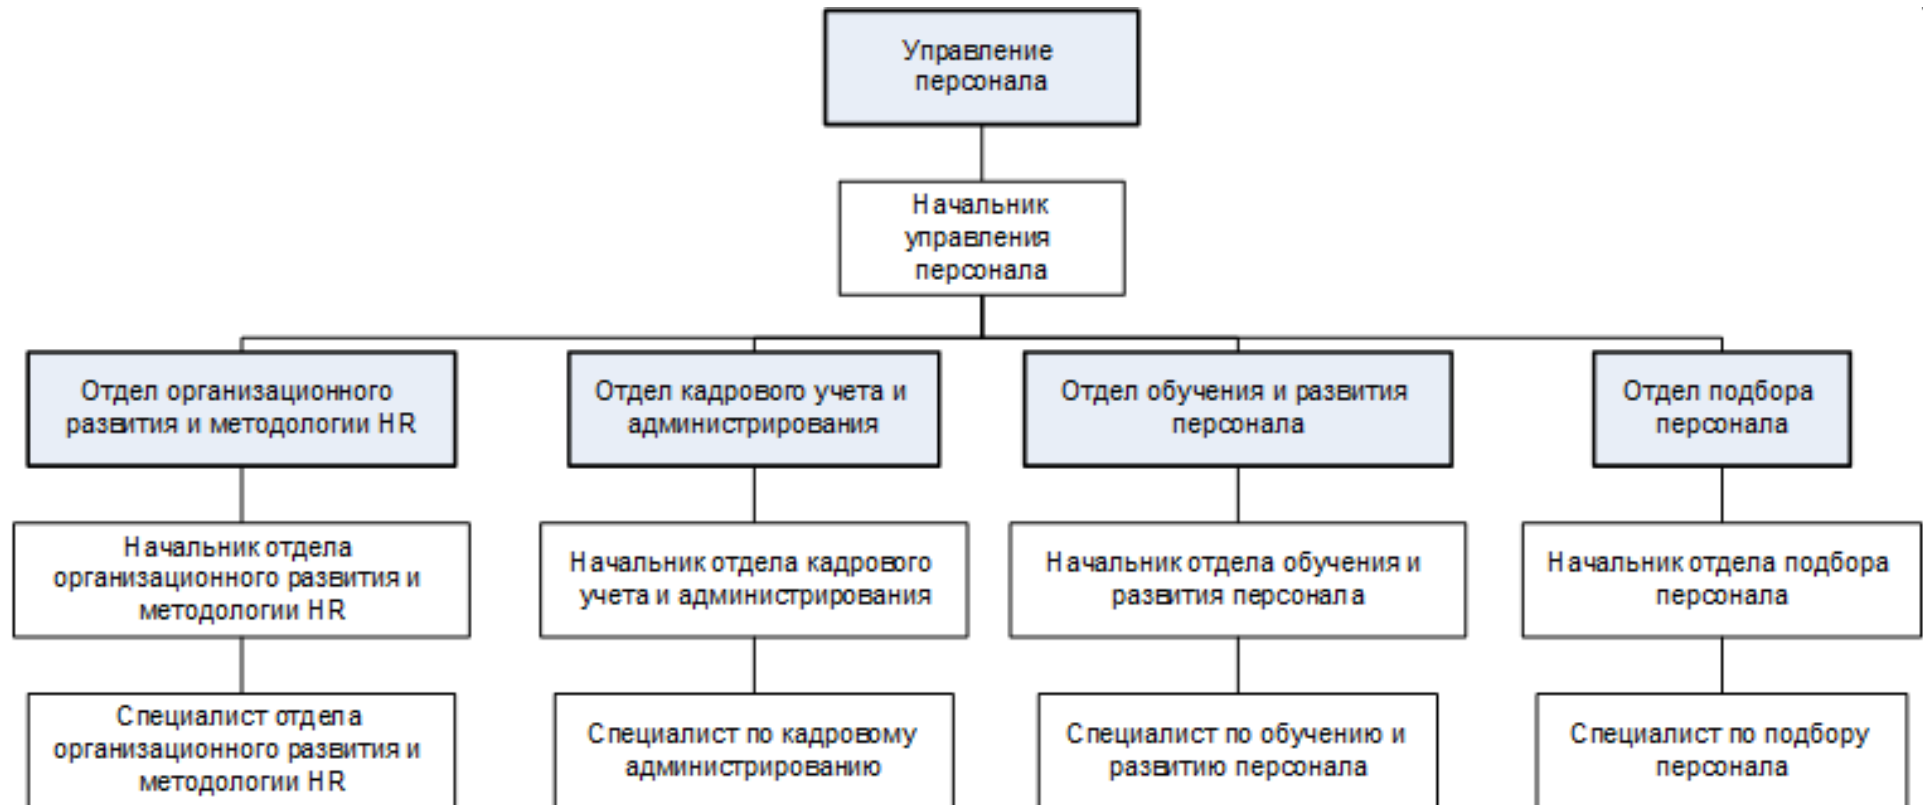 Управление
персонала
Начальник
управления
персонала
Отдел организационного
развития и методологии HR
Отдел кадрового учета и
администрирования
Отдел обучения и развития
персонала
Отдел подбора
персонала
Начальник отдела
организационного развития и
методологии HR
Начальник отдела кадрового
учета и администрирования
Начальник отдела обучения и
развития персонала
Начальник отдела подбора
персонала
Специалист отдела
организационного развития и
методологии HR
Специалист по кадровому
администрированию
Специалист по обучению и
развитию персонала
Специалист по подбору
персонала